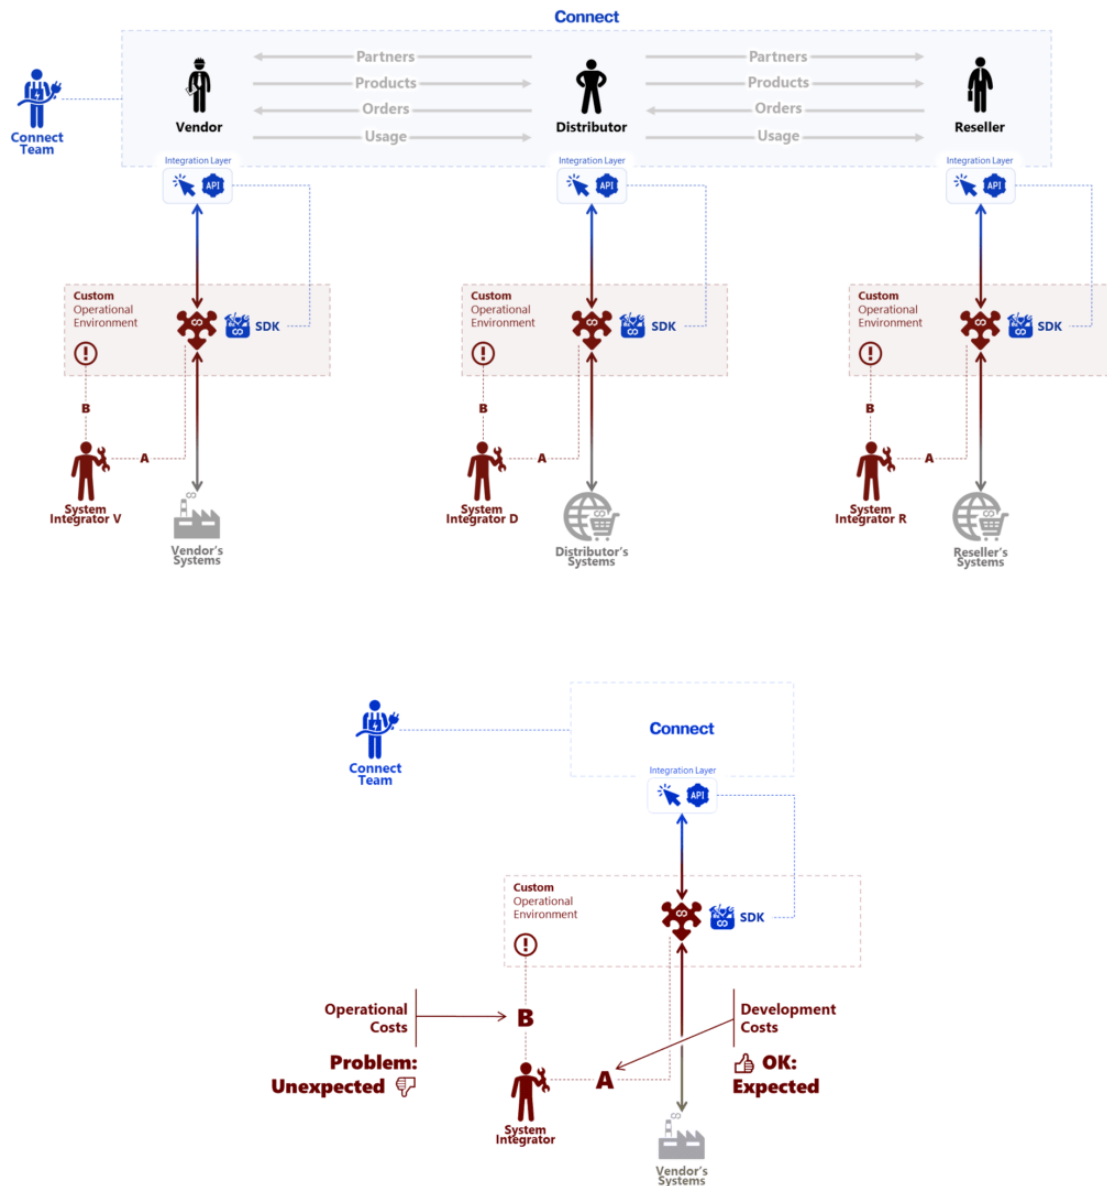 Connect
Partners
Partners
Products
Products
Orders
Orders
Usage
Usage
Vendor
Distributor
Reseller
Connect
Team
Integration Layer
Integration Layer
Integration Layer
API
API
API
Custom
Operational
Environment
SDK
Custom
Operational
Environment
SDK
Custom
Operational
Environment
SDK
B
A
B
A
B
A
System
Integrator V
System
Integrator D
System
Integrator R
Vendor's
Systems
Distributor's
Systems
Reseller's
Systems
Connect
Connect
Team
Integration Layer
API
Custom
Operational
Environment
SDK
Operational
Costs
B
Development
Costs
Problem:
Unexpected
A
OK:
Expected
System
Integrator
Vendor's
Systems